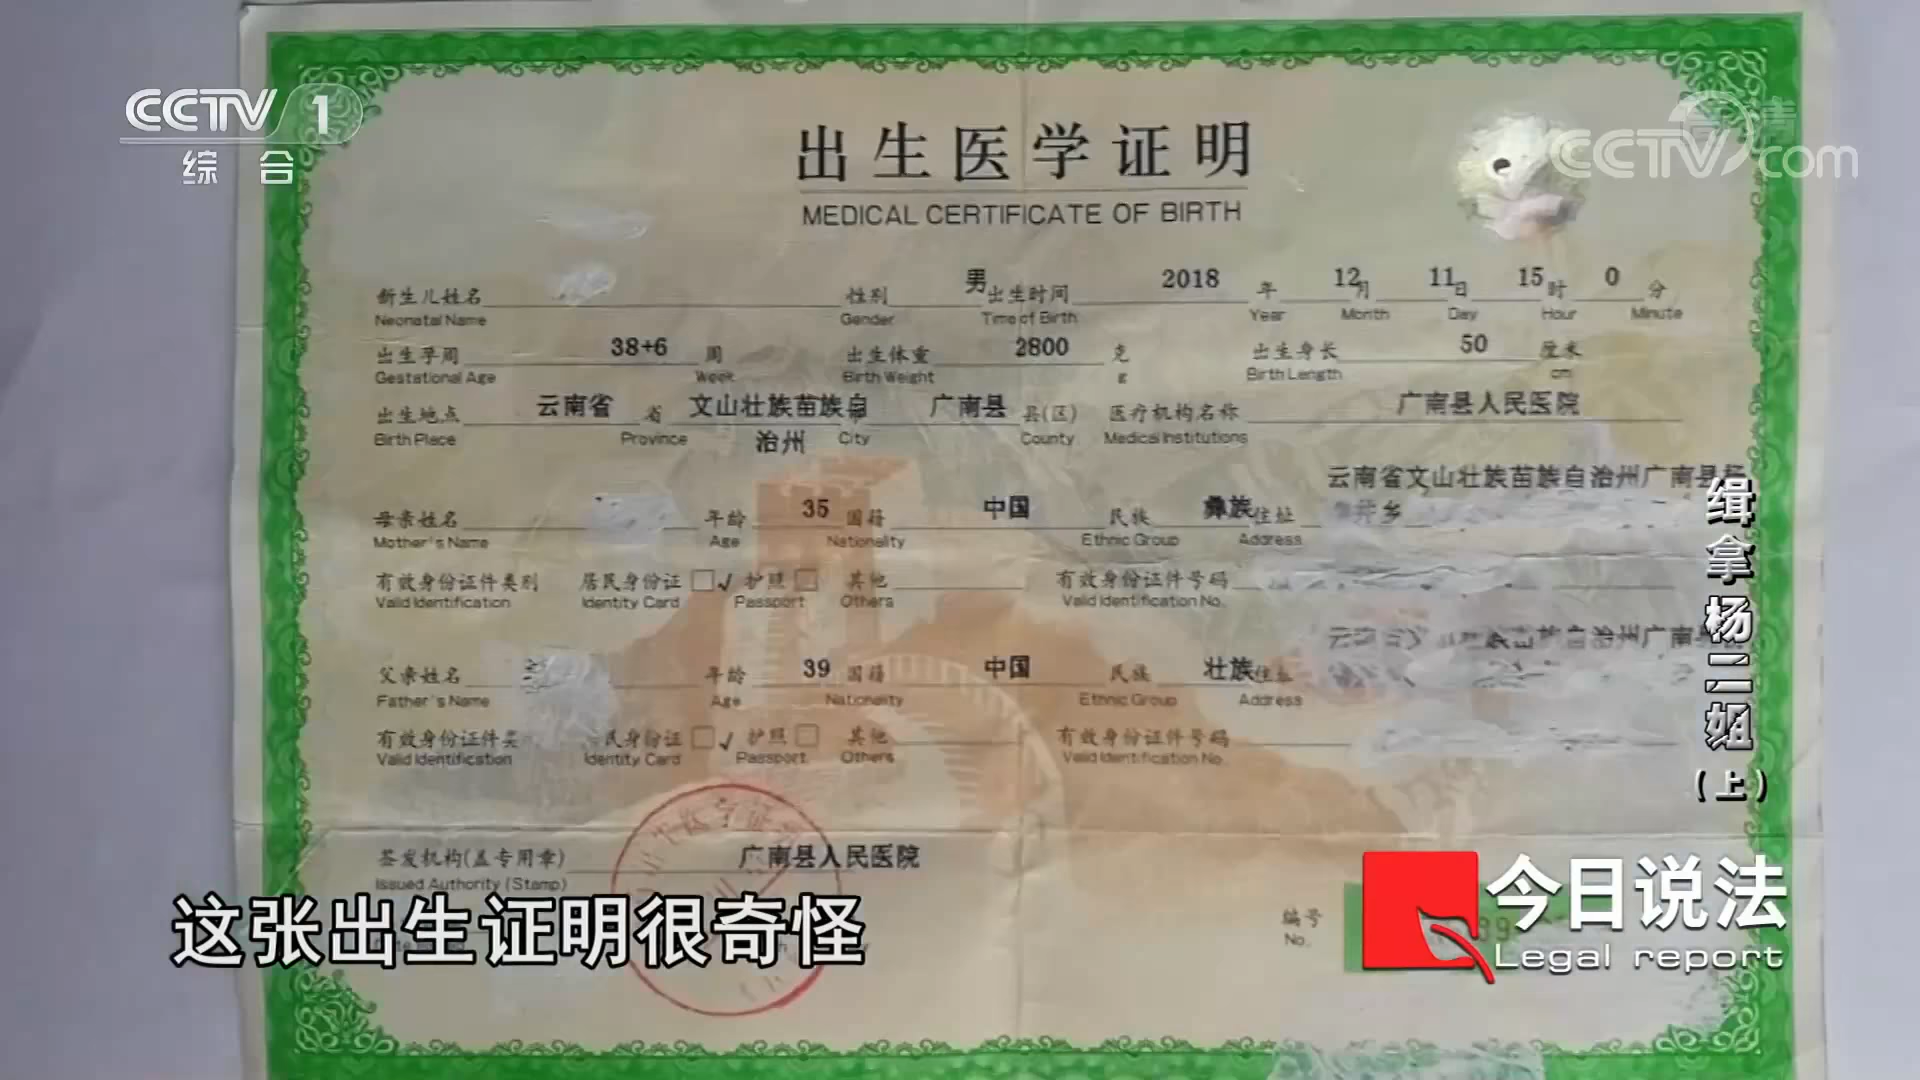 CCTV 1
综合
CCTV.com
出生医学证明
MEDICAL CERTIFICATE OF BIRTH
新生儿姓名 性别 男 出生时间 2018 年 12 月 11 日 15 时 0 分
Neonatal Name Gender Time of Birth Year Month Day Hour Minute
出生孕周 38+6 周 出生体重 2800 克 出生身长 50 厘米
Gestational Age Week Birth Weight g Birth Length cm
出生地点 云南省 省 文山壮族苗族自 市 广南县 县(区) 医疗机构名称 广南县人民医院
Birth Place Province 治州 City County Medical Institutions
云南省文山壮族苗族自治州广南县杨
母亲姓名 年龄 35 国籍 中国 民族 彝族 住址 乡
Mother's Name Age Nationality Ethnic Group Address
有效身份证件类别 居民身份证 □✓ 护照 □ 其他 有效身份证件号码
Valid Identification Identity Card Passport Others Valid Identification No.
自治州广南县
父亲姓名 年龄 39 国籍 中国 民族 壮族 住址
Father's Name Age Nationality Ethnic Group Address
有效身份证件类 居民身份证 □✓ 护照 □ 其他 有效身份证件号码
Valid Identification Identity Card Passport Others Valid Identification No.
签发机构(盖专用章) 广南县人民医院
Issued Authority (Stamp)
编号
No.
缉拿杨二姐
(上)
今日说法
Legal report
这张出生证明很奇怪